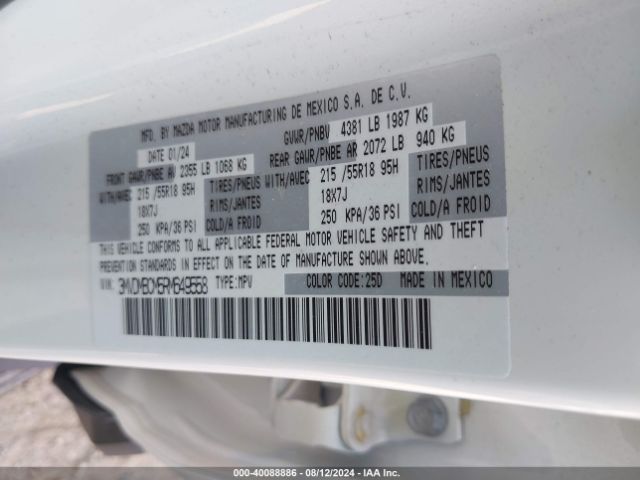 MFD. BY MAZDA MOTOR MANUFACTURING DE MEXICO S.A. DE C.V.
DATE 01/24 GVWR/PNBV 4381 LB 1987 KG
FRONT GAWR/PNBE AV 2355 LB 1068 KG REAR GAWR/PNBE AR 2072 LB 940 KG
WITH/AVEC 215 /55R18 95H TIRES/PNEUS WITH/AVEC 215 /55R18 95H TIRES/PNEUS
18X7J RIMS/JANTES 18X7J RIMS/JANTES
250 KPA/36 PSI COLD/A FROID 250 KPA/36 PSI COLD/A FROID
THIS VEHICLE CONFORMS TO ALL APPLICABLE FEDERAL MOTOR VEHICLE SAFETY AND THEFT
PREVENTION STANDARDS IN EFFECT ON THE DATE OF MANUFACTURE SHOWN ABOVE.
VIN: 3MVDMBCM5RM649558 TYPE:MPV COLOR CODE:25D MADE IN MEXICO
000-40088886 - 08/12/2024 - IAA Inc.